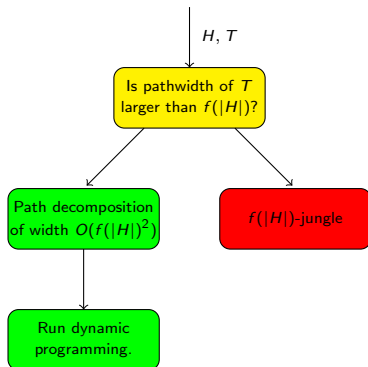 H, T
Is pathwidth of T
larger than f(|H|)?
Path decomposition
of width O(f(|H|)²)
f(|H|)-jungle
Run dynamic
programming.